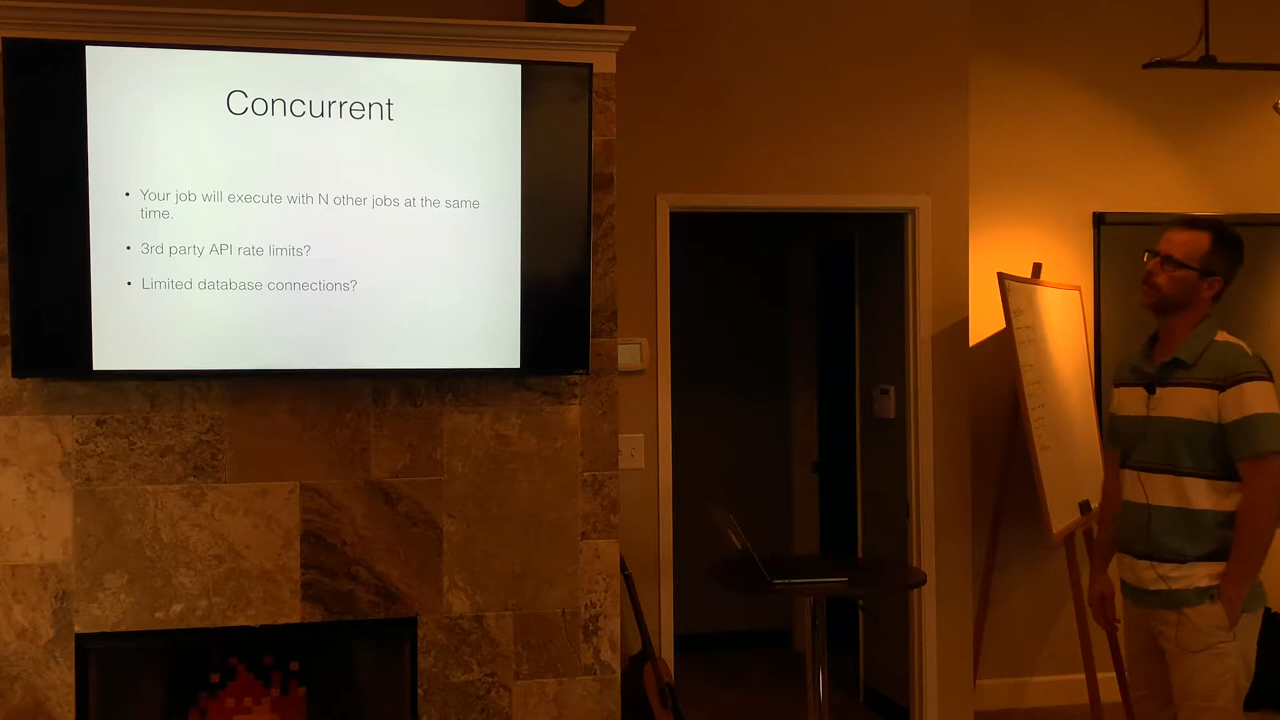 Concurrent
• Your job will execute with N other jobs at the same
time.
• 3rd party API rate limits?
• Limited database connections?